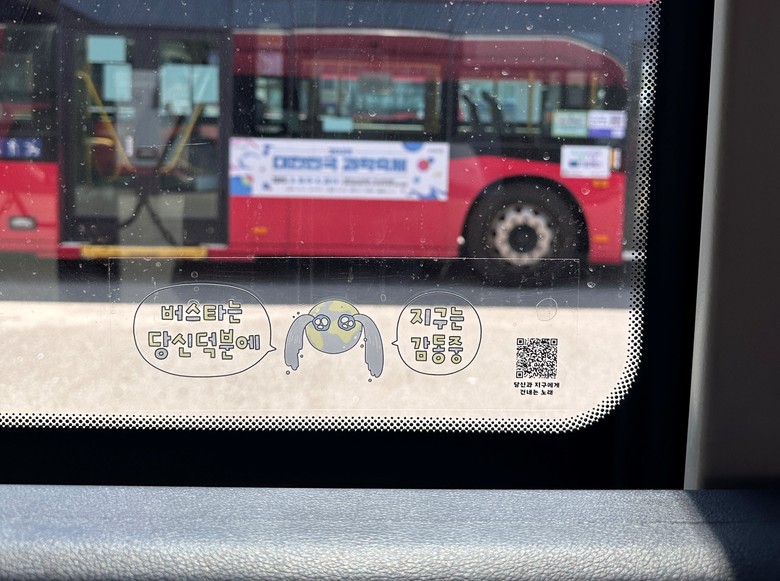 대한민국 과학축제
버스타는
당신덕분에
지구는
감동중
당신과 지구에게
건네는 노래